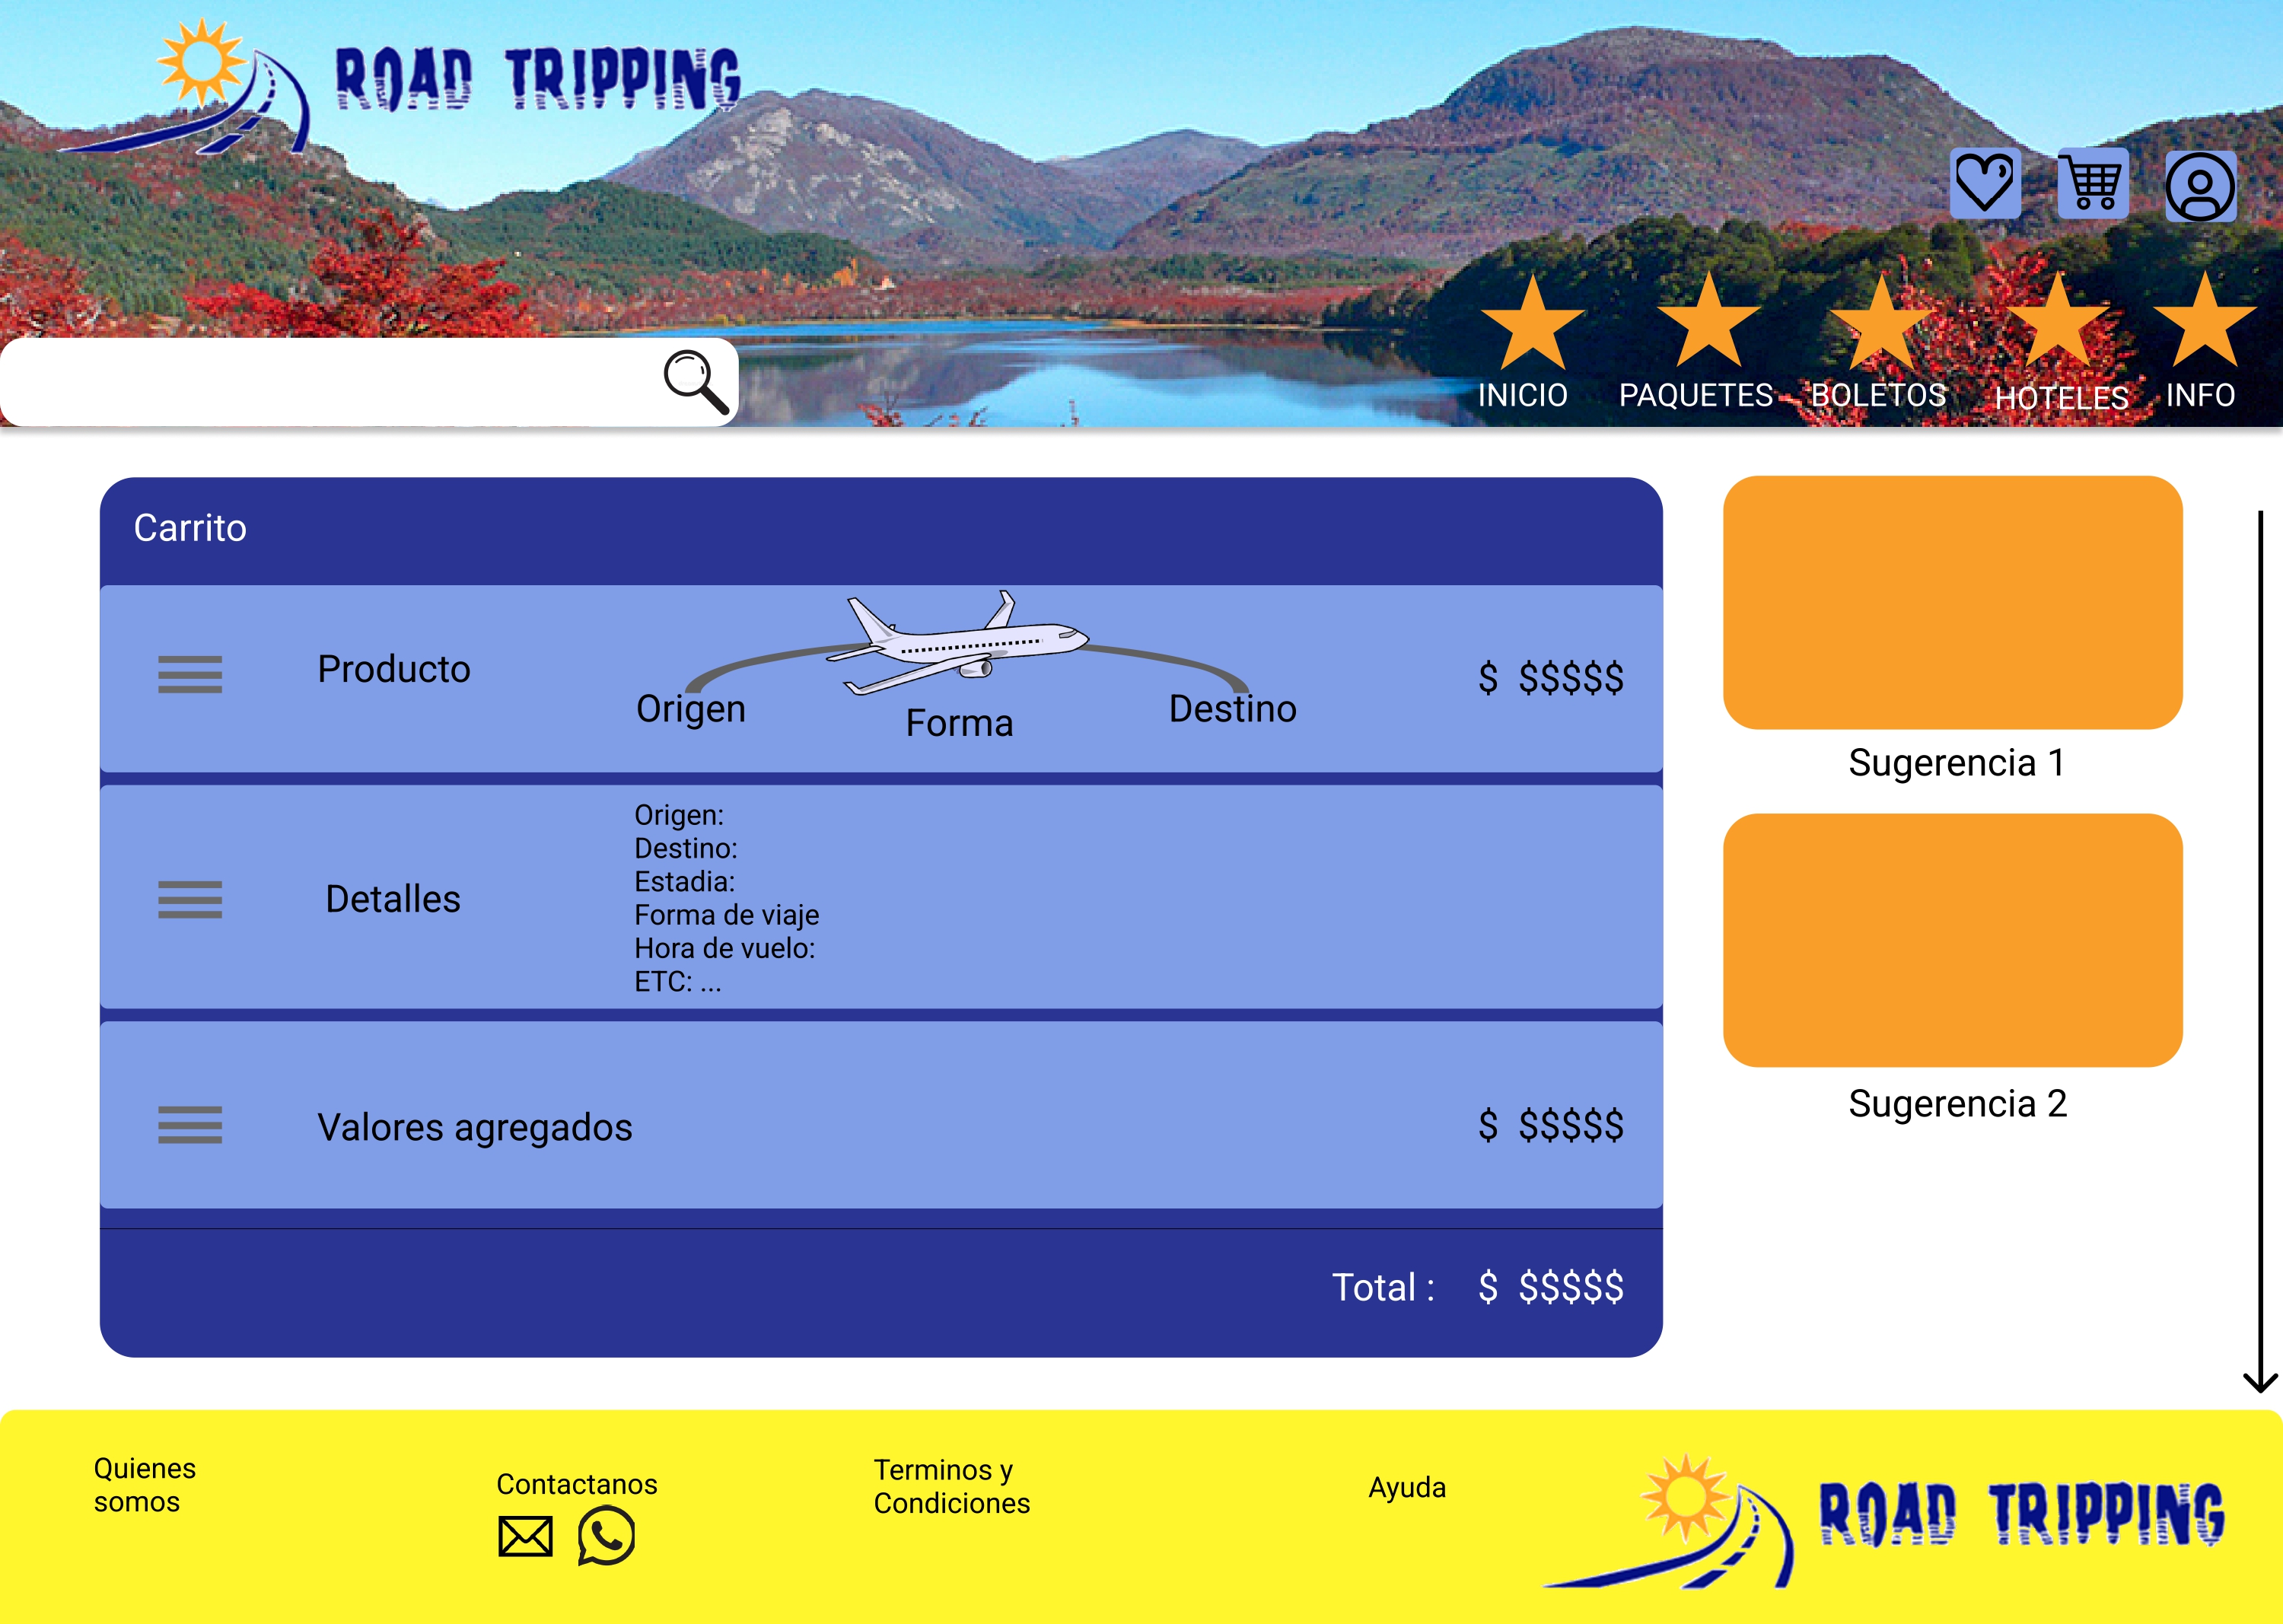 ROAD TRIPPING
INICIO PAQUETES BOLETOS HOTELES INFO
Carrito
Producto
Origen
Forma
Destino
$ $$$$$
Sugerencia 1
Detalles
Origen:
Destino:
Estadia:
Forma de viaje
Hora de vuelo:
ETC: ...
Sugerencia 2
Valores agregados
$ $$$$$
Total : $ $$$$$
Quienes
somos
Contactanos
Terminos y
Condiciones
Ayuda
ROAD TRIPPING